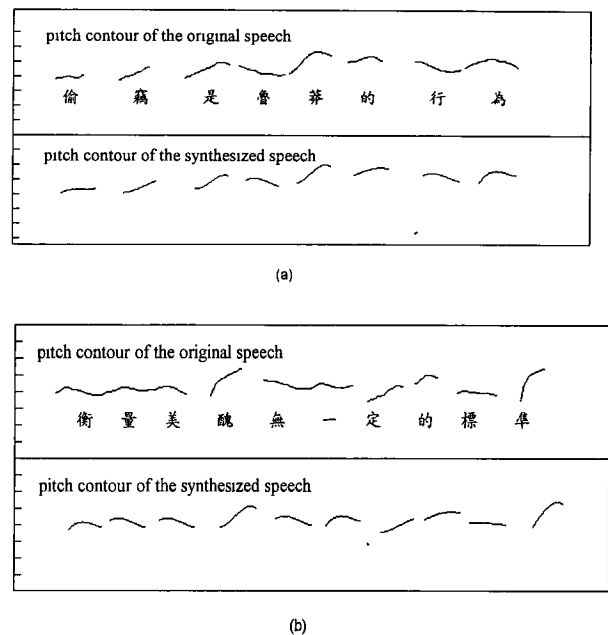 pitch contour of the original speech
偷 竊 是 魯 莽 的 行 為
pitch contour of the synthesized speech
(a)
pitch contour of the original speech
衡 量 美 醜 無 一 定 的 標 準
pitch contour of the synthesized speech
(b)